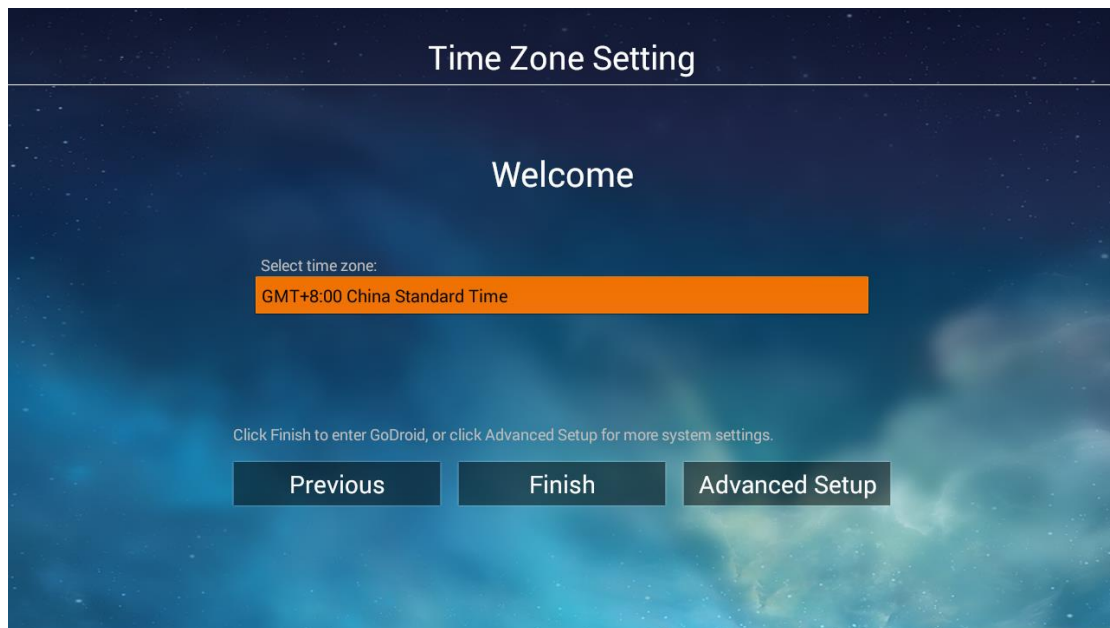 Time Zone Setting
Welcome
Select time zone:
GMT+8:00 China Standard Time
Click Finish to enter GoDroid, or click Advanced Setup for more system settings.
Previous
Finish
Advanced Setup